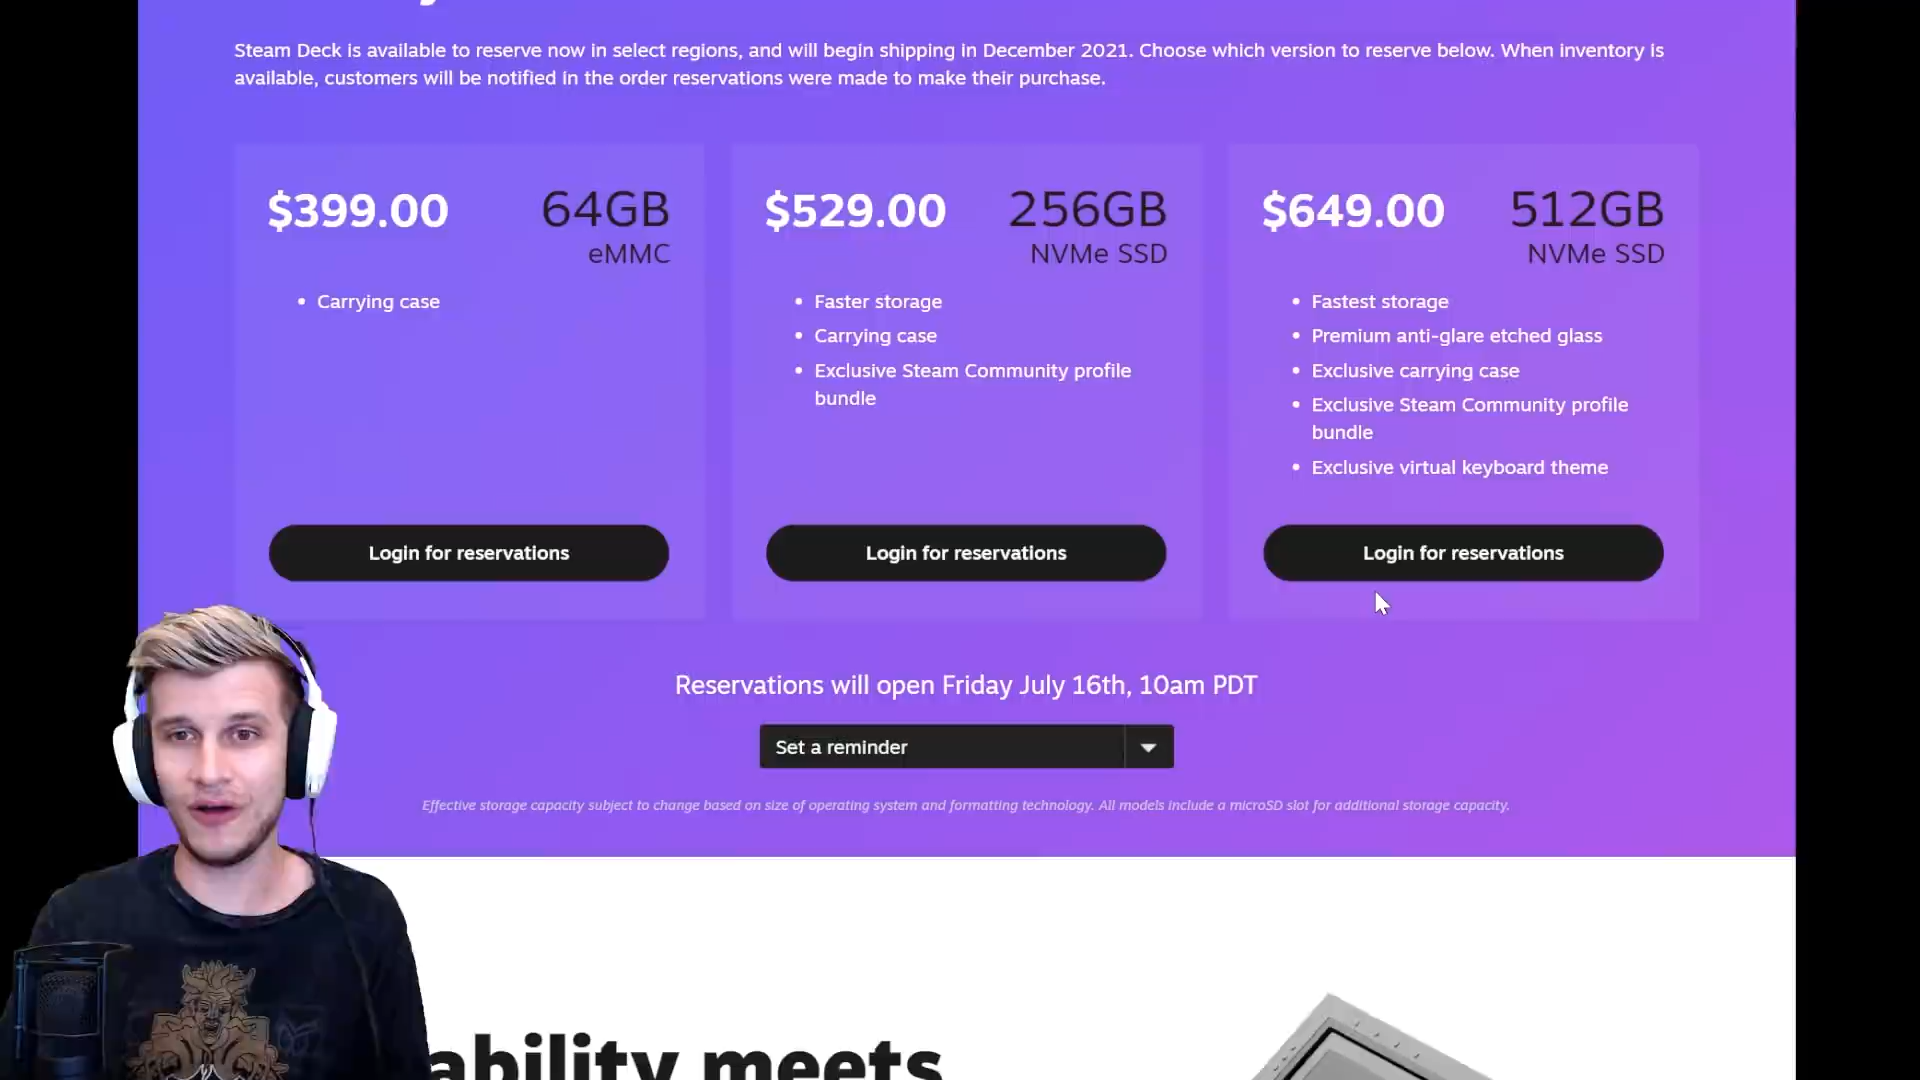 Steam Deck is available to reserve now in select regions, and will begin shipping in December 2021. Choose which version to reserve below. When inventory is
available, customers will be notified in the order reservations were made to make their purchase.
$399.00 64GB
eMMC
Carrying case
Login for reservations
$529.00 256GB
NVMe SSD
Faster storage
Carrying case
Exclusive Steam Community profile
bundle
Login for reservations
$649.00 512GB
NVMe SSD
Fastest storage
Premium anti-glare etched glass
Exclusive carrying case
Exclusive Steam Community profile
bundle
Exclusive virtual keyboard theme
Login for reservations
Reservations will open Friday July 16th, 10am PDT
Set a reminder
Effective storage capacity subject to change based on size of operating system and formatting technology. All models include a microSD slot for additional storage capacity.
ability meets